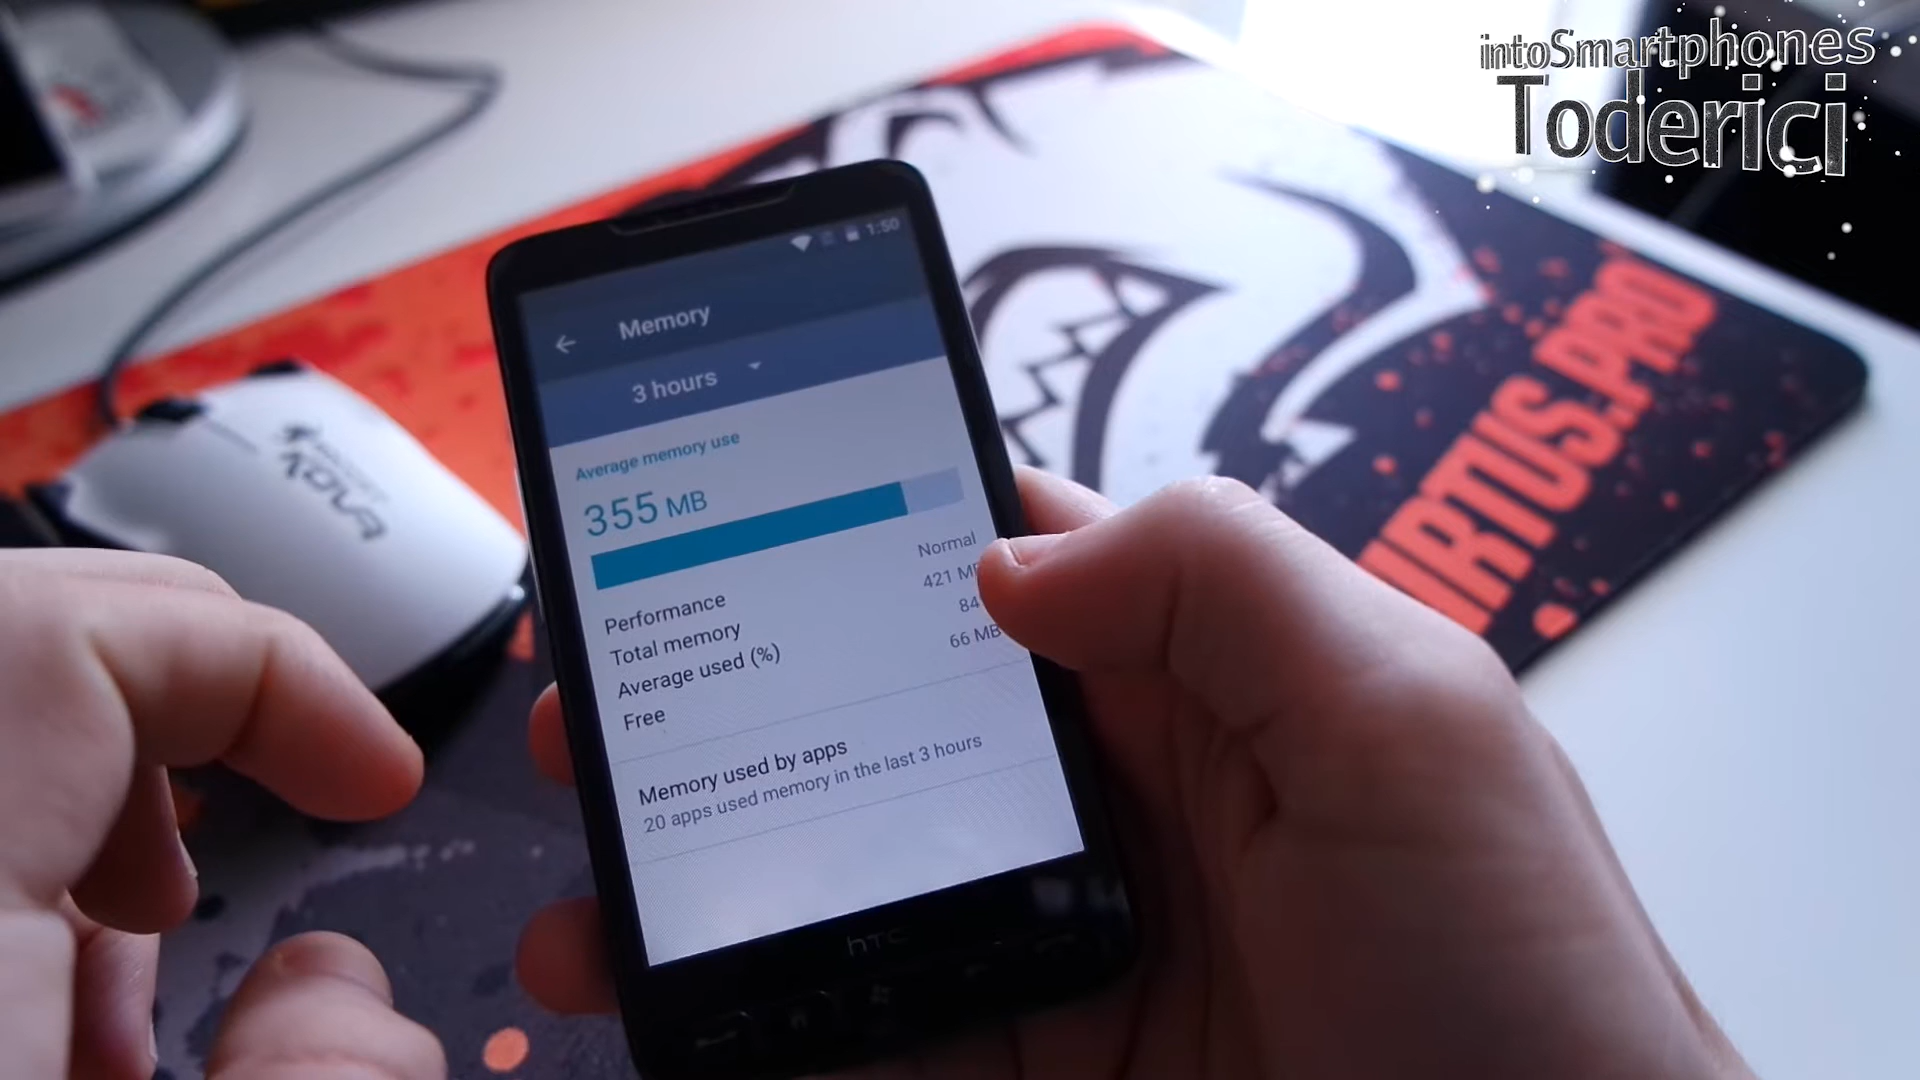 intoSmartphones
Toderici
1:50
Memory
3 hours
Average memory use
355 MB
Normal
Performance
421 MB
Total memory
84
Average used (%)
66 MB
Free
Memory used by apps
20 apps used memory in the last 3 hours
hTC
KOVA
VIRTUS.PRO